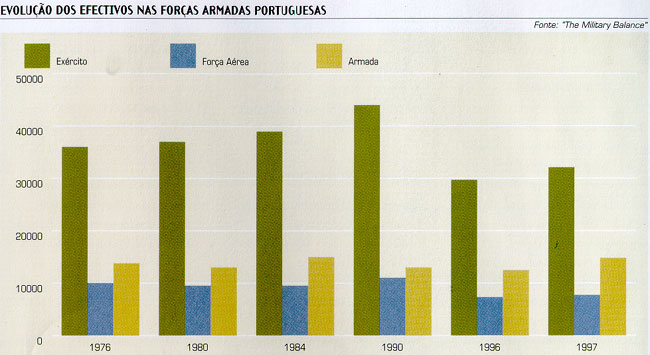 EVOLUÇÃO DOS EFECTIVOS NAS FORÇAS ARMADAS PORTUGUESAS
Fonte: "The Military Balance"
Exército Força Aérea Armada
50000
40000
30000
20000
10000
0
1976 1980 1984 1990 1996 1997